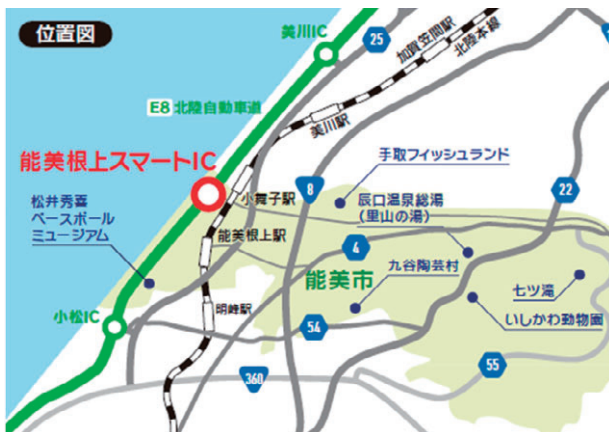 位置図
美川IC
25
加賀笠間駅
北陸本線
E8 北陸自動車道
美川駅
能美根上スマートIC
手取フィッシュランド
8
22
小舞子駅
辰口温泉総湯
(里山の湯)
松井秀喜
ベースボール
ミュージアム
能美根上駅
4
九谷陶芸村
能美市
七ツ滝
小松IC
明峰駅
54
いしかわ動物園
55
360